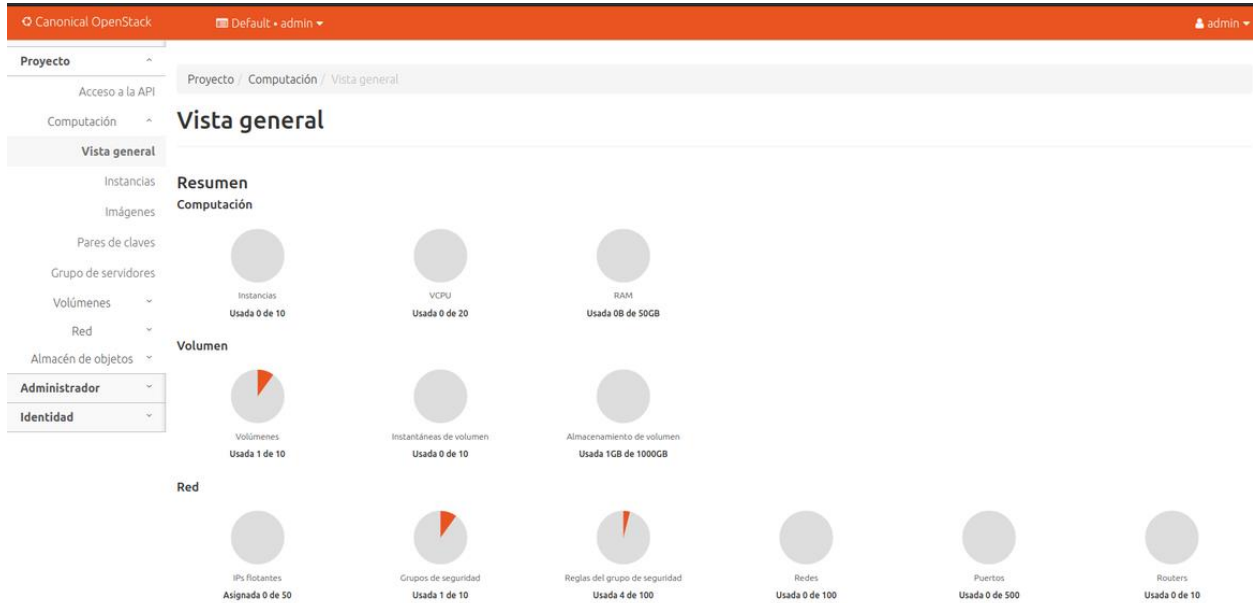 Canonical OpenStack
Default • admin
admin
Proyecto
Acceso a la API
Computación
Vista general
Instancias
Imágenes
Pares de claves
Grupo de servidores
Volúmenes
Red
Almacén de objetos
Administrador
Identidad
Proyecto / Computación / Vista general
Vista general
Resumen
Computación
Instancias
Usada 0 de 10
VCPU
Usada 0 de 20
RAM
Usada 0B de 50GB
Volumen
Volúmenes
Usada 1 de 10
Instantáneas de volumen
Usada 0 de 10
Almacenamiento de volumen
Usada 1GB de 1000GB
Red
IPs flotantes
Asignada 0 de 50
Grupos de seguridad
Usada 1 de 10
Reglas del grupo de seguridad
Usada 4 de 100
Redes
Usada 0 de 100
Puertos
Usada 0 de 500
Routers
Usada 0 de 10